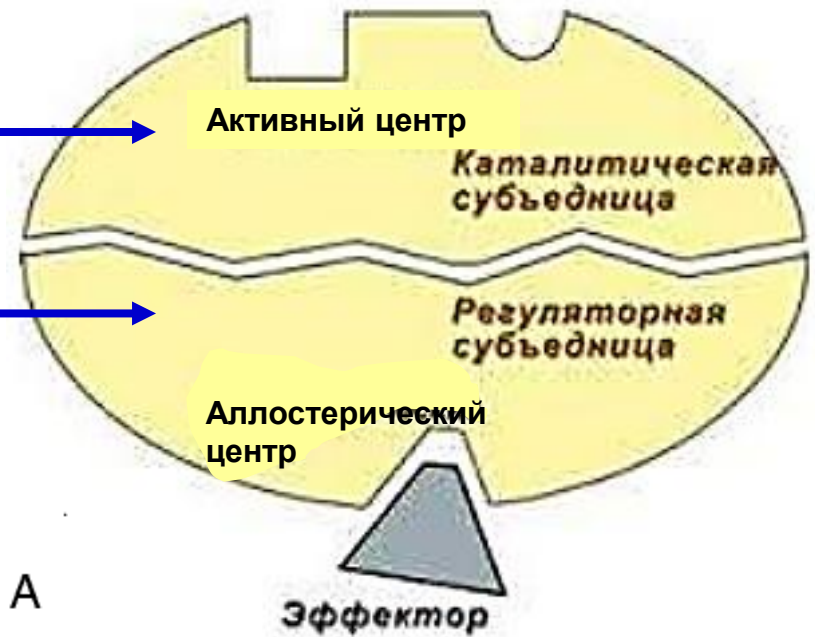 Активный центр
Каталитическая
субъедница
Регуляторная
субъедница
Аллостерический
центр
А
Эффектор